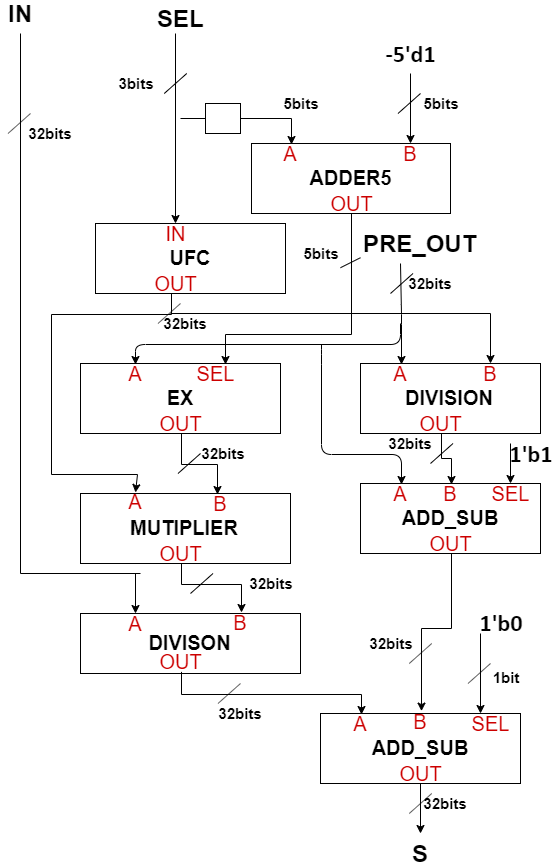 IN
SEL
-5'd1
3bits
5bits
5bits
32bits
A
B
ADDER5
OUT
IN
UFC
OUT
5bits
PRE_OUT
32bits
32bits
A
SEL
EX
OUT
A
B
DIVISION
OUT
32bits
32bits
1'b1
A
B
MUTIPLIER
OUT
A
B
SEL
ADD_SUB
OUT
32bits
A
B
DIVISON
OUT
1'b0
32bits
1bit
32bits
A
B
SEL
ADD_SUB
OUT
32bits
S